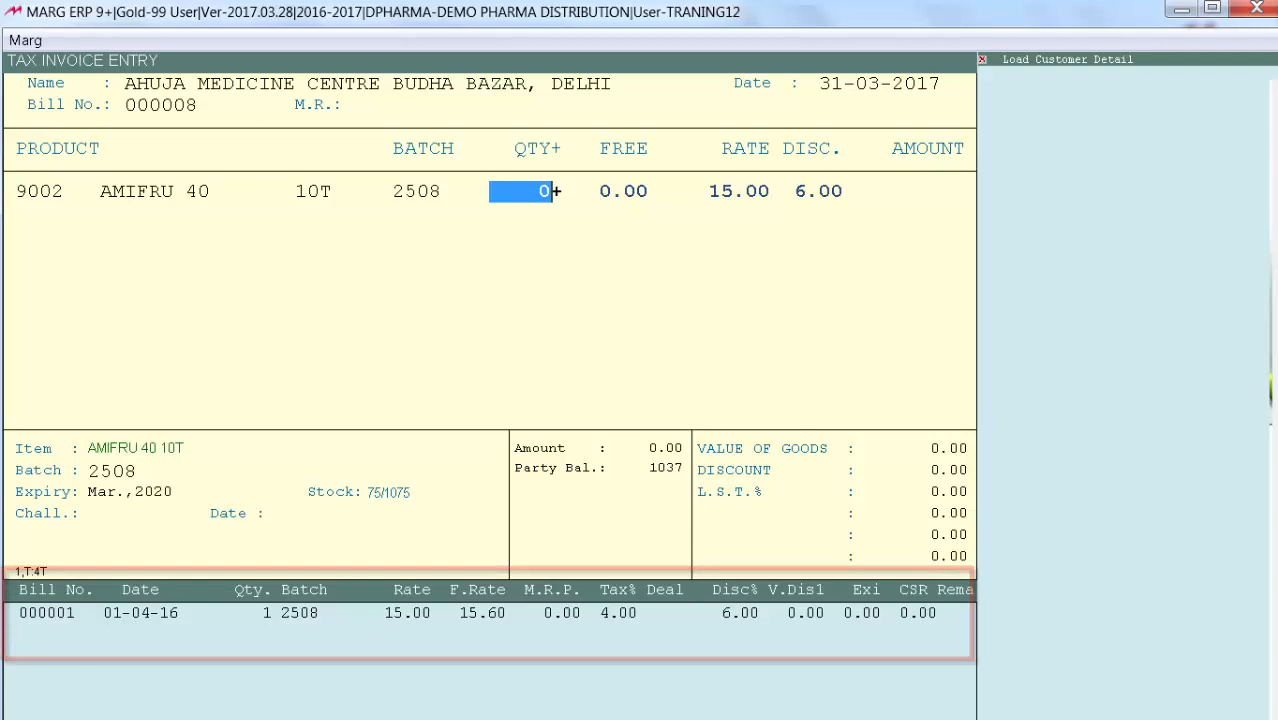 MARG ERP 9+|Gold-99 User|Ver-2017.03.28|2016-2017|DPHARMA-DEMO PHARMA DISTRIBUTION|User-TRANING12
Marg
TAX INVOICE ENTRY
Load Customer Detail
Name : AHUJA MEDICINE CENTRE BUDHA BAZAR, DELHI Date : 31-03-2017
Bill No.: 000008 M.R.:
PRODUCT BATCH QTY+ FREE RATE DISC. AMOUNT
9002 AMIFRU 40 10T 2508 0+ 0.00 15.00 6.00
Item : AMIFRU 40 10T
Batch : 2508
Expiry: Mar.,2020 Stock: 75/1075
Chall.: Date :
1,T:4T
Amount : 0.00
Party Bal.: 1037
VALUE OF GOODS : 0.00
DISCOUNT : 0.00
L.S.T.% : 0.00
: 0.00
: 0.00
: 0.00
Bill No. Date Qty. Batch Rate F.Rate M.R.P. Tax% Deal Disc% V.Dis1 Exi CSR Rema
000001 01-04-16 1 2508 15.00 15.60 0.00 4.00 6.00 0.00 0.00 0.00